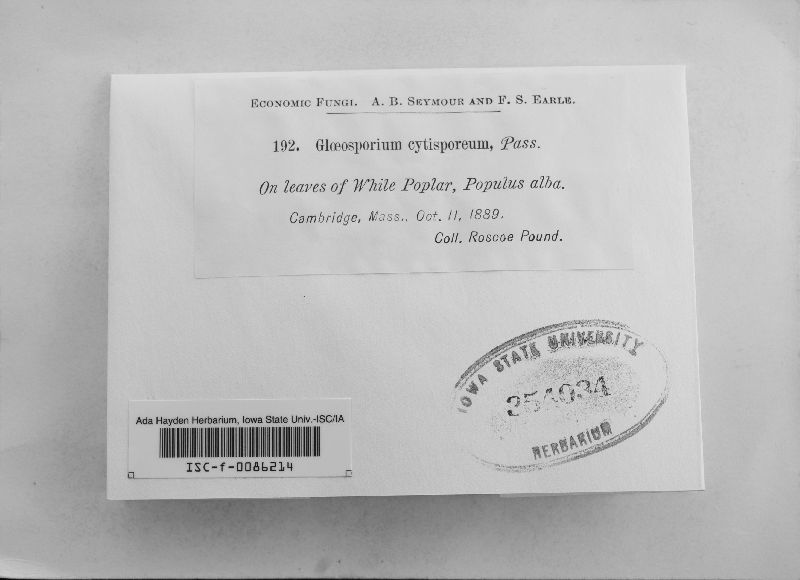 Economic Fungi. A. B. Seymour and F. S. Earle.
192. Glœosporium cytisporeum, Pass.
On leaves of White Poplar, Populus alba.
Cambridge, Mass., Oct. 11, 1889.
Coll. Roscoe Pound.
IOWA STATE UNIVERSITY
HERBARIUM
Ada Hayden Herbarium, Iowa State Univ.-ISC/IA
ISC-f-0086214